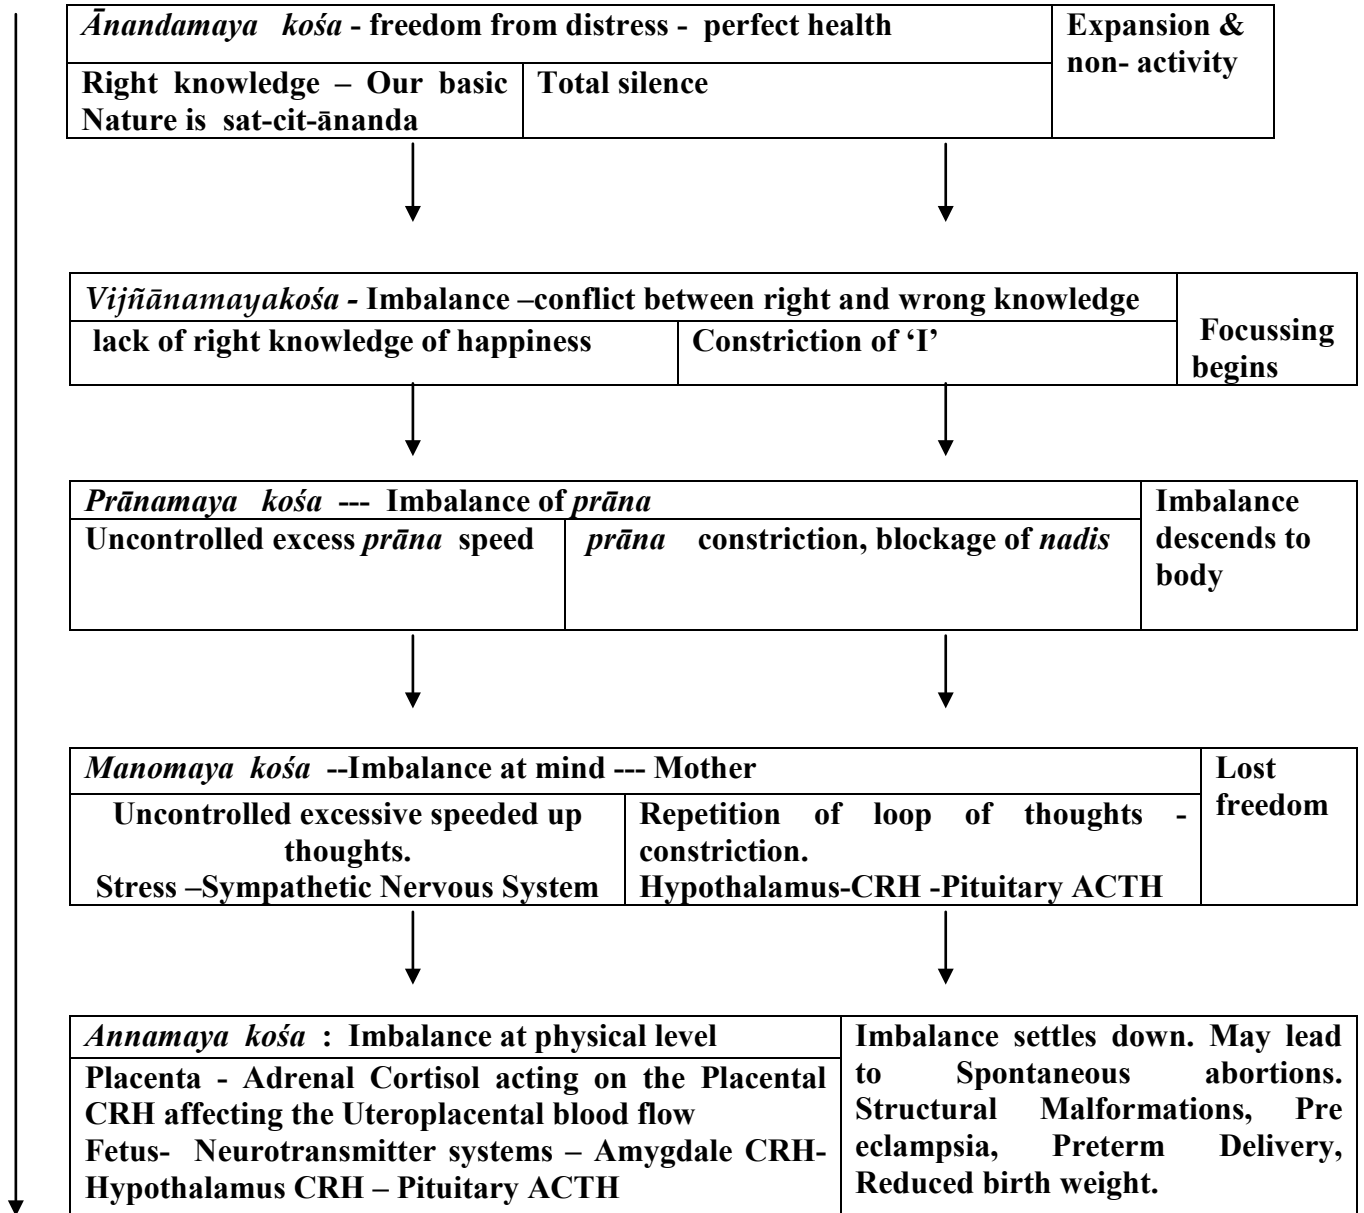 Ānandamaya kośa - freedom from distress - perfect health
Expansion &
non- activity
Right knowledge – Our basic
Nature is sat-cit-ānanda
Total silence
Vijñānamayakośa - Imbalance –conflict between right and wrong knowledge
Focussing
begins
lack of right knowledge of happiness
Constriction of ‘I’
Prānamaya kośa --- Imbalance of prāna
Imbalance
descends to
body
Uncontrolled excess prāna speed
prāna constriction, blockage of nadis
Manomaya kośa --Imbalance at mind --- Mother
Lost
freedom
Uncontrolled excessive speeded up
thoughts.
Stress –Sympathetic Nervous System
Repetition of loop of thoughts -
constriction.
Hypothalamus-CRH -Pituitary ACTH
Annamaya kośa : Imbalance at physical level
Placenta - Adrenal Cortisol acting on the Placental
CRH affecting the Uteroplacental blood flow
Fetus- Neurotransmitter systems – Amygdale CRH-
Hypothalamus CRH – Pituitary ACTH
Imbalance settles down. May lead
to Spontaneous abortions.
Structural Malformations, Pre
eclampsia, Preterm Delivery,
Reduced birth weight.